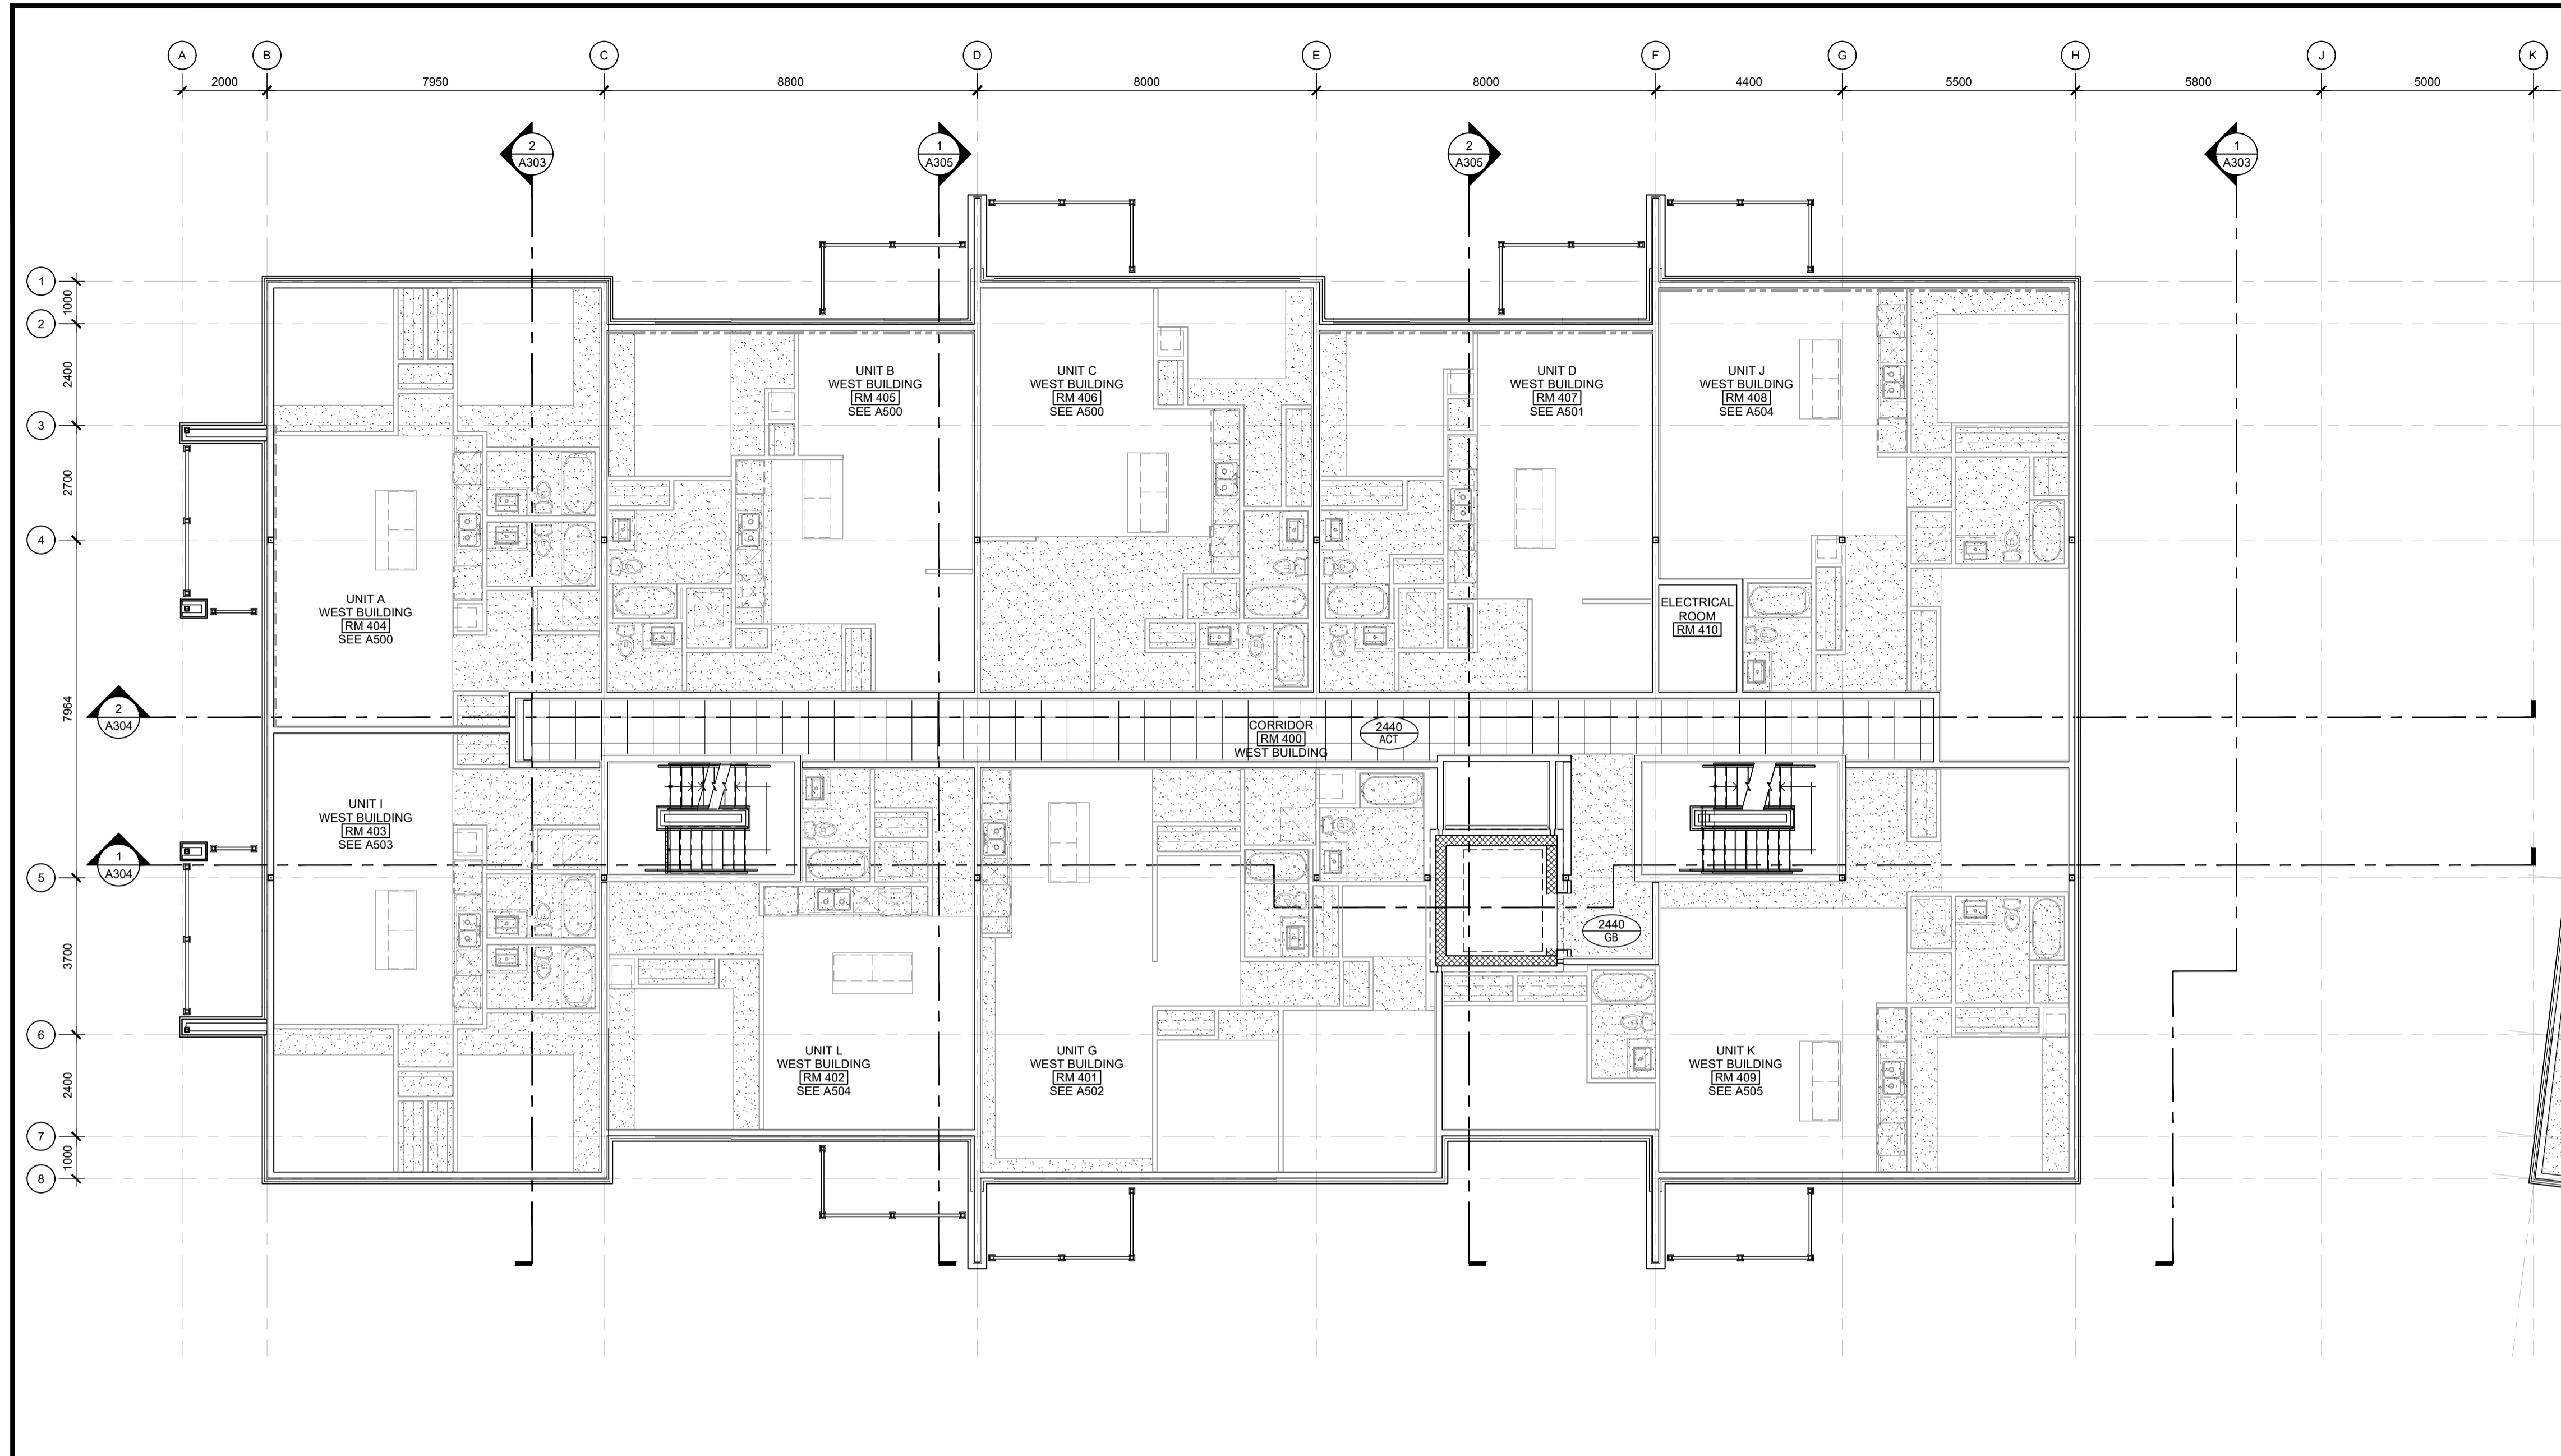 A B C D E F G H J K
2000 7950 8800 8000 8000 4400 5500 5800 5000
2
A303
1
A305
2
A305
1
A303
1
1000
2
2400
3
2700
4
7964
5
3700
6
2400
7
1000
8
UNIT B
WEST BUILDING
RM 405
SEE A500
UNIT C
WEST BUILDING
RM 406
SEE A500
UNIT D
WEST BUILDING
RM 407
SEE A501
UNIT J
WEST BUILDING
RM 408
SEE A504
UNIT A
WEST BUILDING
RM 404
SEE A500
ELECTRICAL
ROOM
RM 410
2
A304
CORRIDOR
RM 400
WEST BUILDING
2440
ACT
UNIT I
WEST BUILDING
RM 403
SEE A503
1
A304
2440
GB
UNIT L
WEST BUILDING
RM 402
SEE A504
UNIT G
WEST BUILDING
RM 401
SEE A502
UNIT K
WEST BUILDING
RM 409
SEE A505